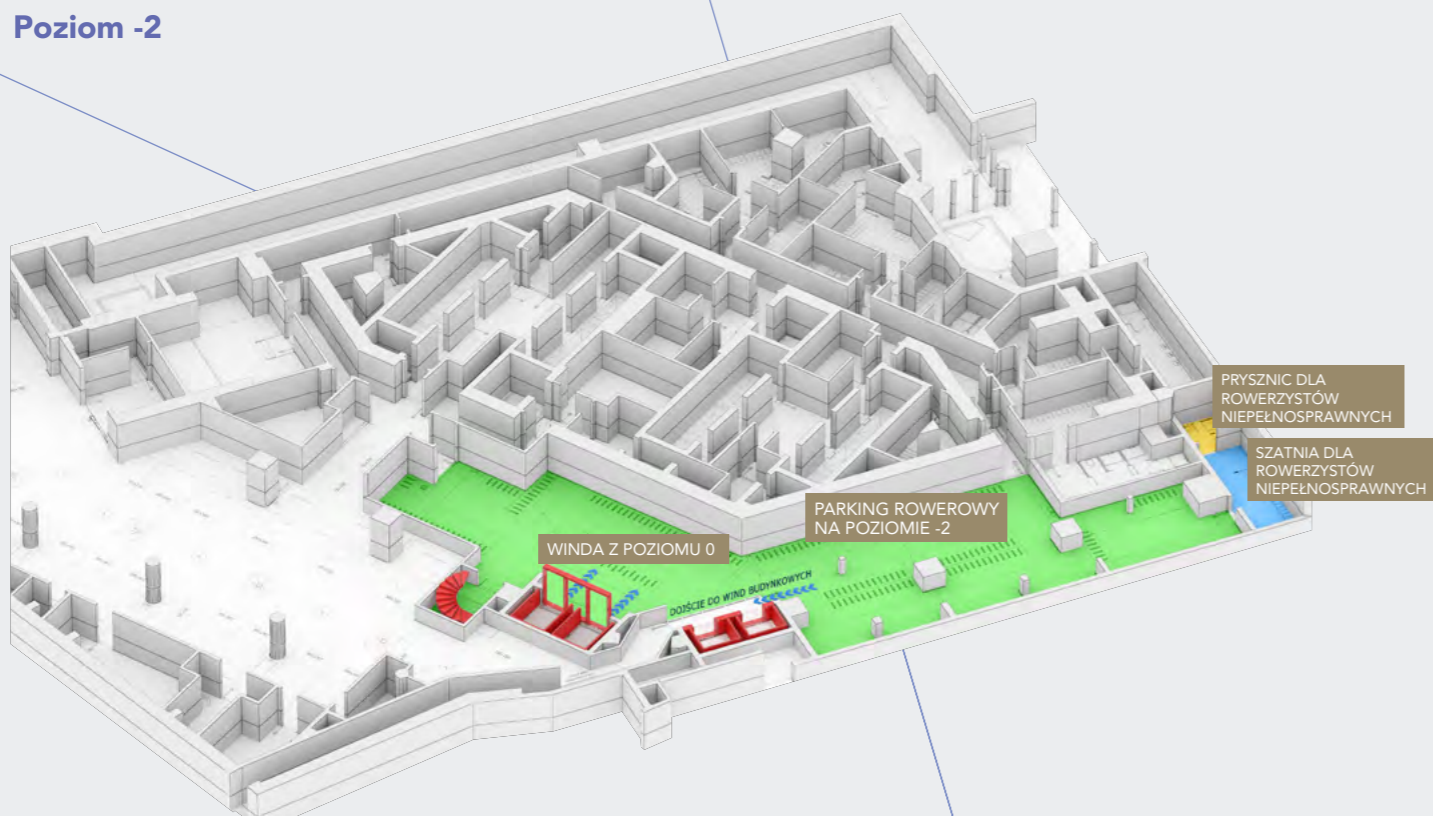 Poziom -2
PRYSZNIC DLA
ROWERZYSTÓW
NIEPEŁNOSPRAWNYCH
SZATNIA DLA
ROWERZYSTÓW
NIEPEŁNOSPRAWNYCH
PARKING ROWEROWY
NA POZIOMIE -2
WINDA Z POZIOMU 0
DOJŚCIE DO WIND BUDYNKOWYCH